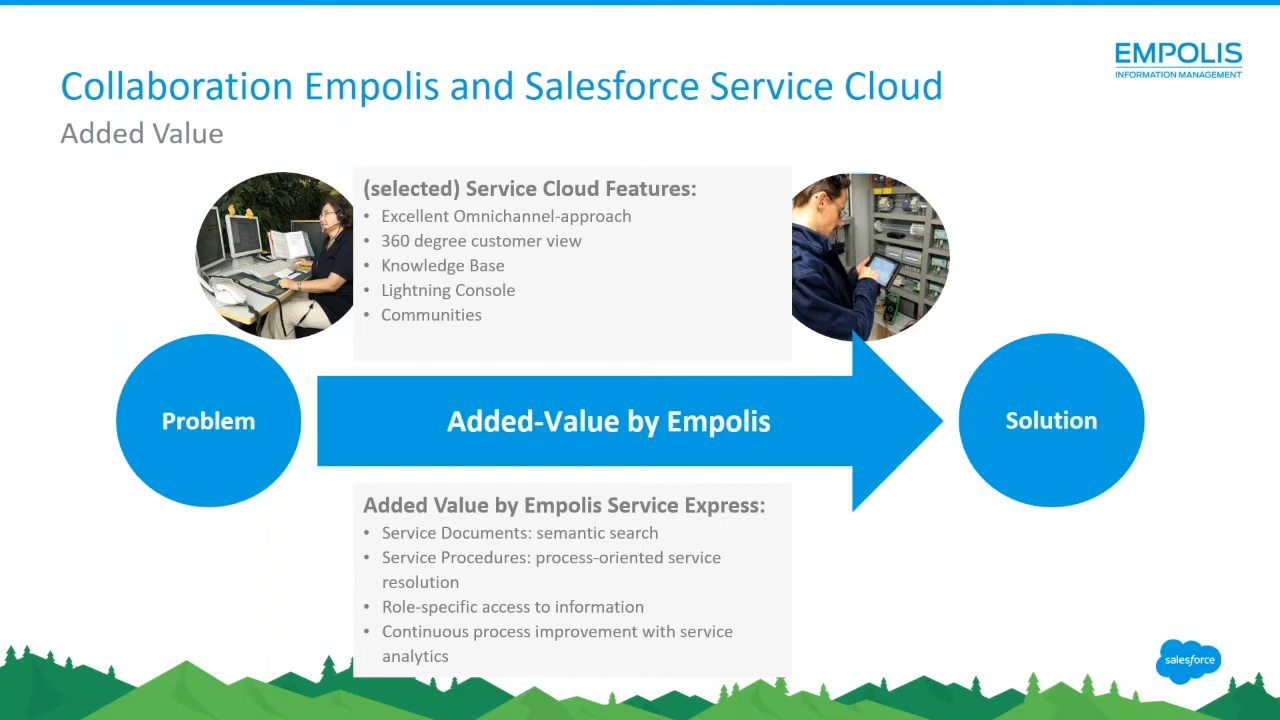 EMPOLIS
INFORMATION MANAGEMENT
Collaboration Empolis and Salesforce Service Cloud
Added Value
(selected) Service Cloud Features:
• Excellent Omnichannel-approach
• 360 degree customer view
• Knowledge Base
• Lightning Console
• Communities
Problem
Added-Value by Empolis
Solution
Added Value by Empolis Service Express:
• Service Documents: semantic search
• Service Procedures: process-oriented service
resolution
• Role-specific access to information
• Continuous process improvement with service
analytics
salesforce